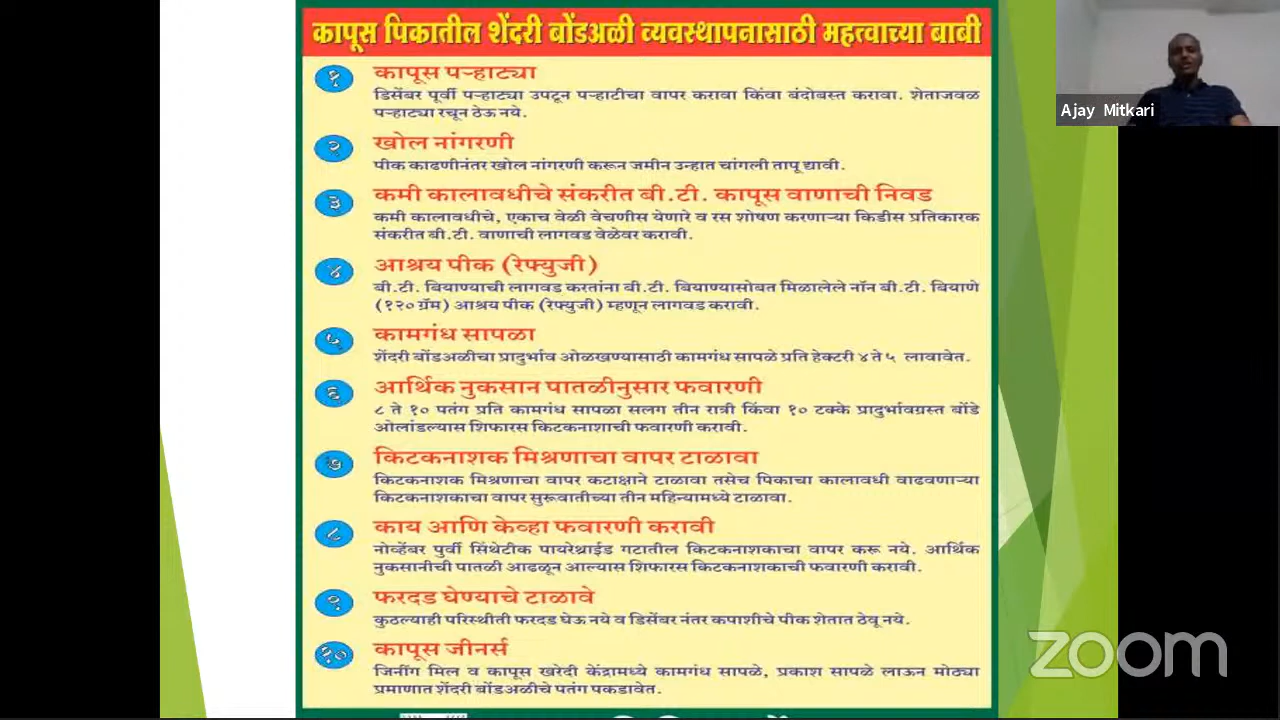 कापूस पिकातील शेंदरी बोंडअळी व्यवस्थापनासाठी महत्वाच्या बाबी
Ajay Mitkari
१
कापूस पऱ्हाट्या
डिसेंबर पूर्वी पऱ्हाट्या उपटून पऱ्हाटीचा वापर करावा किंवा बंदोबस्त करावा. शेताजवळ
पऱ्हाट्या रचून ठेऊ नये.
२
खोल नांगरणी
पीक काढणीनंतर खोल नांगरणी करून जमीन उन्हात चांगली तापू द्यावी.
३
कमी कालावधीचे संकरीत बी.टी. कापूस वाणाची निवड
कमी कालावधीचे, एकाच वेळी वेचणीस येणारे व रस शोषण करणाऱ्या किडीस प्रतिकारक
संकरीत बी.टी. वाणाची लागवड वेळेवर करावी.
४
आश्रय पीक (रेफ्युजी)
बी.टी. बियाण्याची लागवड करतांना बी.टी. बियाण्यासोबत मिळालेले नॉन बी.टी. बियाणे
(१२० ग्रॅम) आश्रय पीक (रेफ्युजी) म्हणून लागवड करावी.
५
कामगंध सापळा
शेंदरी बोंडअळीचा प्रादुर्भाव ओळखण्यासाठी कामगंध सापळे प्रति हेक्टरी ४ ते ५ लावावेत.
६
आर्थिक नुकसान पातळीनुसार फवारणी
८ ते १० पतंग प्रति कामगंध सापळा सलग तीन रात्री किंवा १० टक्के प्रादुर्भावग्रस्त बोंडे
ओलांडल्यास शिफारस किटकनाशाची फवारणी करावी.
७
किटकनाशक मिश्रणाचा वापर टाळावा
किटकनाशक मिश्रणाचा वापर कटाक्षाने टाळावा तसेच पिकाचा कालावधी वाढवणाऱ्या
किटकनाशकाचा वापर सुरूवातीच्या तीन महिन्यामध्ये टाळावा.
८
काय आणि केव्हा फवारणी करावी
नोव्हेंबर पुर्वी सिंथेटीक पायरेथ्राईड गटातील किटकनाशकाचा वापर करू नये. आर्थिक
नुकसानीची पातळी आढळून आल्यास शिफारस किटकनाशकाची फवारणी करावी.
९
फरदड घेण्याचे टाळावे
कुठल्याही परिस्थीती फरदड घेऊ नये व डिसेंबर नंतर कपाशीचे पीक शेतात ठेवू नये.
१०
कापूस जीनर्स
जिनींग मिल व कापूस खरेदी केंद्रामध्ये कामगंध सापळे, प्रकाश सापळे लाऊन मोठ्या
प्रमाणात शेंदरी बोंडअळीचे पतंग पकडावेत.
zoom